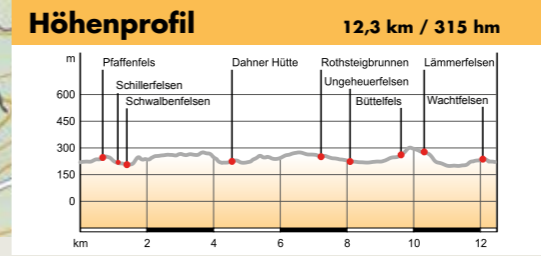 Höhenprofil 12,3 km / 315 hm
m
Pfaffenfels Dahner Hütte Rothsteigbrunnen Lämmerfelsen
Schillerfelsen Ungeheuerfelsen
Schwalbenfelsen Büttelfels Wachtfelsen
600
450
300
150
0
km 2 4 6 8 10 12